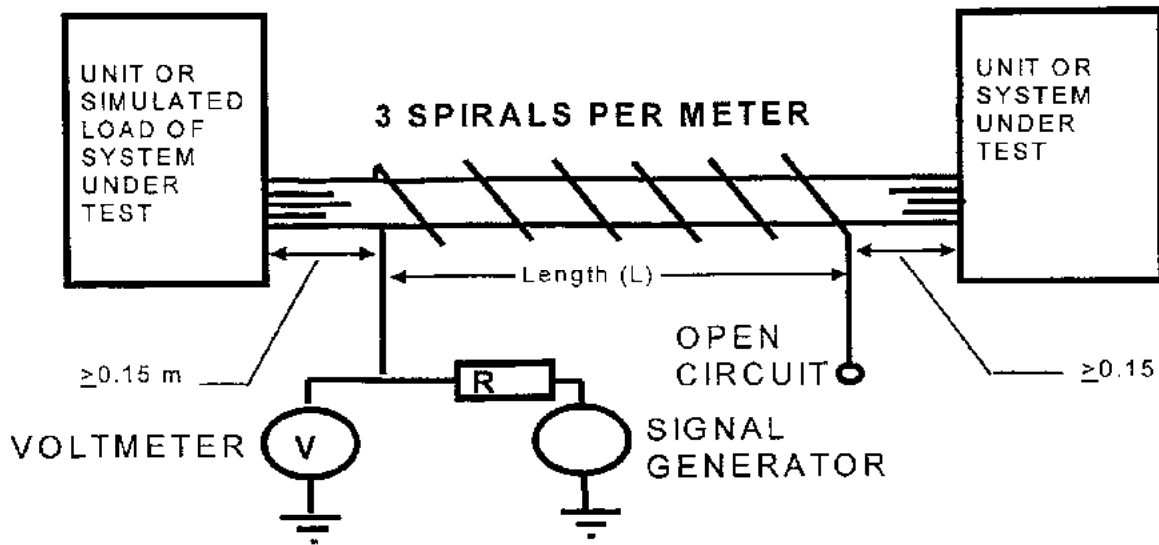 UNIT OR
SIMULATED
LOAD OF
SYSTEM
UNDER
TEST
3 SPIRALS PER METER
UNIT OR
SYSTEM
UNDER
TEST
Length (L)
≥0.15 m
OPEN
CIRCUIT
≥0.15
R
VOLTMETER
V
SIGNAL
GENERATOR